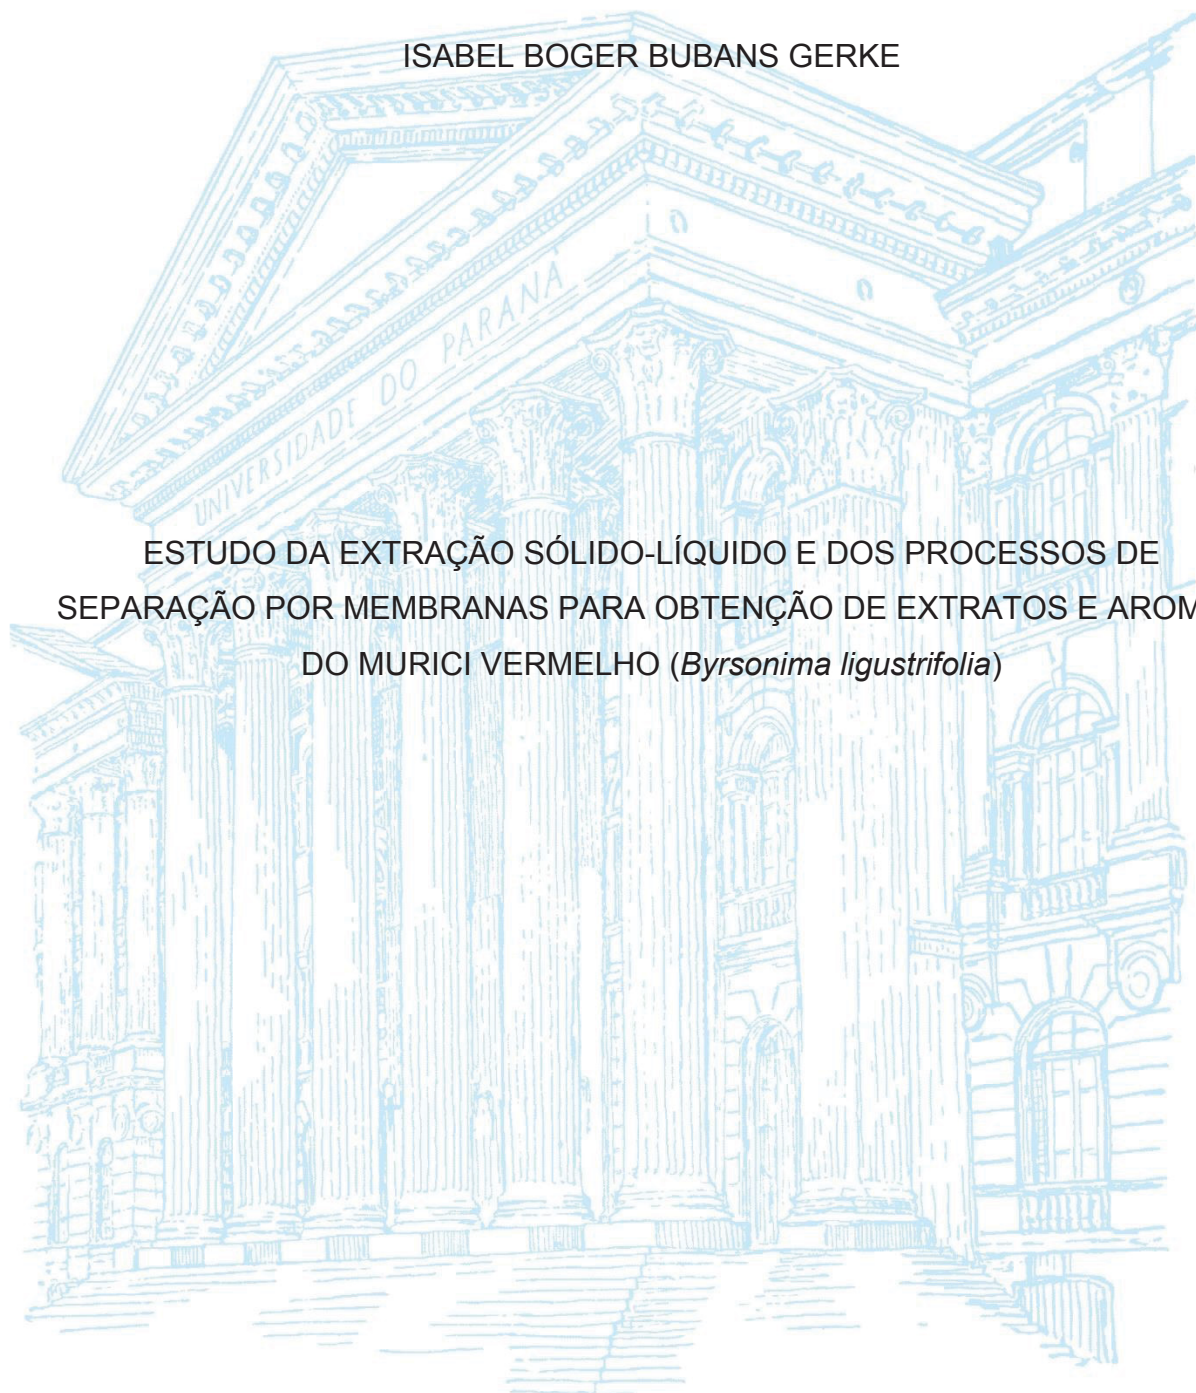 ISABEL BOGER BUBANS GERKE
UNIVERSIDADE DO PARANÁ
ESTUDO DA EXTRAÇÃO SÓLIDO-LÍQUIDO E DOS PROCESSOS DE
SEPARAÇÃO POR MEMBRANAS PARA OBTENÇÃO DE EXTRATOS E AROM
DO MURICI VERMELHO (Byrsonima ligustrifolia)